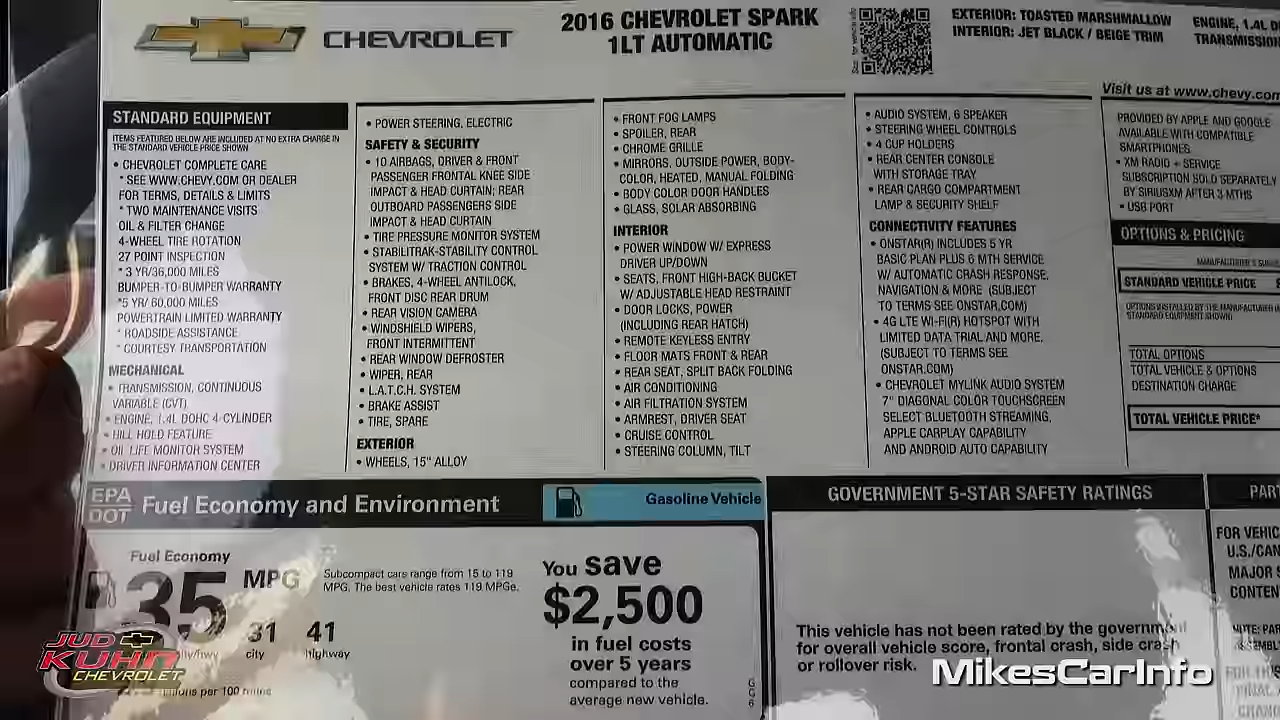 CHEVROLET
2016 CHEVROLET SPARK
1LT AUTOMATIC
EXTERIOR: TOASTED MARSHMALLOW
INTERIOR: JET BLACK / BEIGE TRIM
ENGINE, 1.4L
TRANSMISSION
Visit us at www.chevy.com
STANDARD EQUIPMENT
ITEMS FEATURED BELOW ARE INCLUDED AT NO EXTRA CHARGE IN
THE STANDARD VEHICLE PRICE SHOWN
• CHEVROLET COMPLETE CARE
* SEE WWW.CHEVY.COM OR DEALER
FOR TERMS, DETAILS & LIMITS
* TWO MAINTENANCE VISITS
OIL & FILTER CHANGE
4-WHEEL TIRE ROTATION
27 POINT INSPECTION
* 3 YR/36,000 MILES
BUMPER-TO-BUMPER WARRANTY
*5 YR/ 60,000 MILES
POWERTRAIN LIMITED WARRANTY
* ROADSIDE ASSISTANCE
* COURTESY TRANSPORTATION
MECHANICAL
• TRANSMISSION, CONTINUOUS
VARIABLE (CVT)
• ENGINE, 1.4L DOHC 4-CYLINDER
• HILL HOLD FEATURE
• OIL LIFE MONITOR SYSTEM
• DRIVER INFORMATION CENTER
• POWER STEERING, ELECTRIC
SAFETY & SECURITY
• 10 AIRBAGS, DRIVER & FRONT
PASSENGER FRONTAL KNEE SIDE
IMPACT & HEAD CURTAIN; REAR
OUTBOARD PASSENGERS SIDE
IMPACT & HEAD CURTAIN
• TIRE PRESSURE MONITOR SYSTEM
• STABILITRAK-STABILITY CONTROL
SYSTEM W/ TRACTION CONTROL
• BRAKES, 4-WHEEL ANTILOCK,
FRONT DISC REAR DRUM
• REAR VISION CAMERA
• WINDSHIELD WIPERS,
FRONT INTERMITTENT
• REAR WINDOW DEFROSTER
• WIPER, REAR
• L.A.T.C.H. SYSTEM
• BRAKE ASSIST
• TIRE, SPARE
EXTERIOR
• WHEELS, 15" ALLOY
• FRONT FOG LAMPS
• SPOILER, REAR
• CHROME GRILLE
• MIRRORS, OUTSIDE POWER, BODY-
COLOR, HEATED, MANUAL FOLDING
• BODY COLOR DOOR HANDLES
• GLASS, SOLAR ABSORBING
INTERIOR
• POWER WINDOW W/ EXPRESS
DRIVER UP/DOWN
• SEATS, FRONT HIGH-BACK BUCKET
W/ ADJUSTABLE HEAD RESTRAINT
• DOOR LOCKS, POWER
(INCLUDING REAR HATCH)
• REMOTE KEYLESS ENTRY
• FLOOR MATS FRONT & REAR
• REAR SEAT, SPLIT BACK FOLDING
• AIR CONDITIONING
• AIR FILTRATION SYSTEM
• ARMREST, DRIVER SEAT
• CRUISE CONTROL
• STEERING COLUMN, TILT
• AUDIO SYSTEM, 6 SPEAKER
• STEERING WHEEL CONTROLS
• 4 CUP HOLDERS
• REAR CENTER CONSOLE
WITH STORAGE TRAY
• REAR CARGO COMPARTMENT
LAMP & SECURITY SHELF
CONNECTIVITY FEATURES
• ONSTAR(R) INCLUDES 5 YR
BASIC PLAN PLUS 6 MTH SERVICE
W/ AUTOMATIC CRASH RESPONSE,
NAVIGATION & MORE (SUBJECT
TO TERMS SEE ONSTAR.COM)
• 4G LTE WI-FI(R) HOTSPOT WITH
LIMITED DATA TRIAL AND MORE,
(SUBJECT TO TERMS SEE
ONSTAR.COM)
• CHEVROLET MYLINK AUDIO SYSTEM
7" DIAGONAL COLOR TOUCHSCREEN
SELECT BLUETOOTH STREAMING,
APPLE CARPLAY CAPABILITY
AND ANDROID AUTO CAPABILITY
PROVIDED BY APPLE AND GOOGLE
AVAILABLE WITH COMPATIBLE
SMARTPHONES.
• XM RADIO + SERVICE
SUBSCRIPTION SOLD SEPARATELY
BY SIRIUSXM AFTER 3 MTHS
• USB PORT
OPTIONS & PRICING
MANUFACTURER'S
STANDARD VEHICLE PRICE
OPTIONS INSTALLED BY THE MANUFACTURER
STANDARD EQUIPMENT SHOWN)
TOTAL OPTIONS
TOTAL VEHICLE & OPTIONS
DESTINATION CHARGE
TOTAL VEHICLE PRICE*
EPA
DOT
Fuel Economy and Environment
Gasoline Vehicle
Fuel Economy
35 MPG
31
city
41
highway
per 100 miles
Subcompact cars range from 15 to 119
MPG. The best vehicle rates 119 MPGe.
You save
$2,500
in fuel costs
over 5 years
compared to the
average new vehicle.
GOVERNMENT 5-STAR SAFETY RATINGS
This vehicle has not been rated by the government
for overall vehicle score, frontal crash, side crash
or rollover risk.
FOR VEHIC
U.S./CAN
MAJOR
CONTEN
JUD
KUHN
CHEVROLET
MikesCarInfo